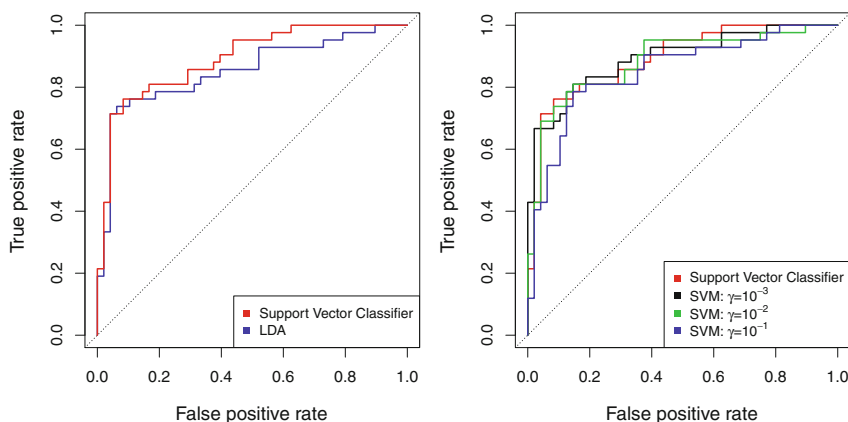 True positive rate
1.0
0.8
0.6
0.4
0.2
0.0
Support Vector Classifier
LDA
0.0 0.2 0.4 0.6 0.8 1.0
False positive rate
True positive rate
1.0
0.8
0.6
0.4
0.2
0.0
Support Vector Classifier
SVM: γ=10⁻³
SVM: γ=10⁻²
SVM: γ=10⁻¹
0.0 0.2 0.4 0.6 0.8 1.0
False positive rate